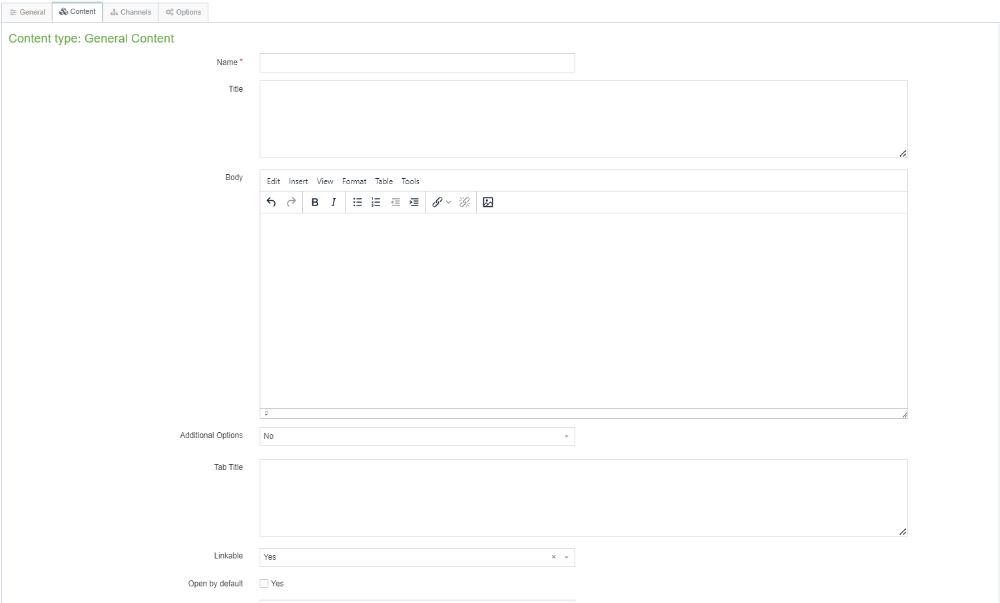 General Content Channels Options
Content type: General Content
Name *
Title
Body
Edit Insert View Format Table Tools
B I
P
Additional Options
No
Tab Title
Linkable
Yes × 
Open by default
Yes